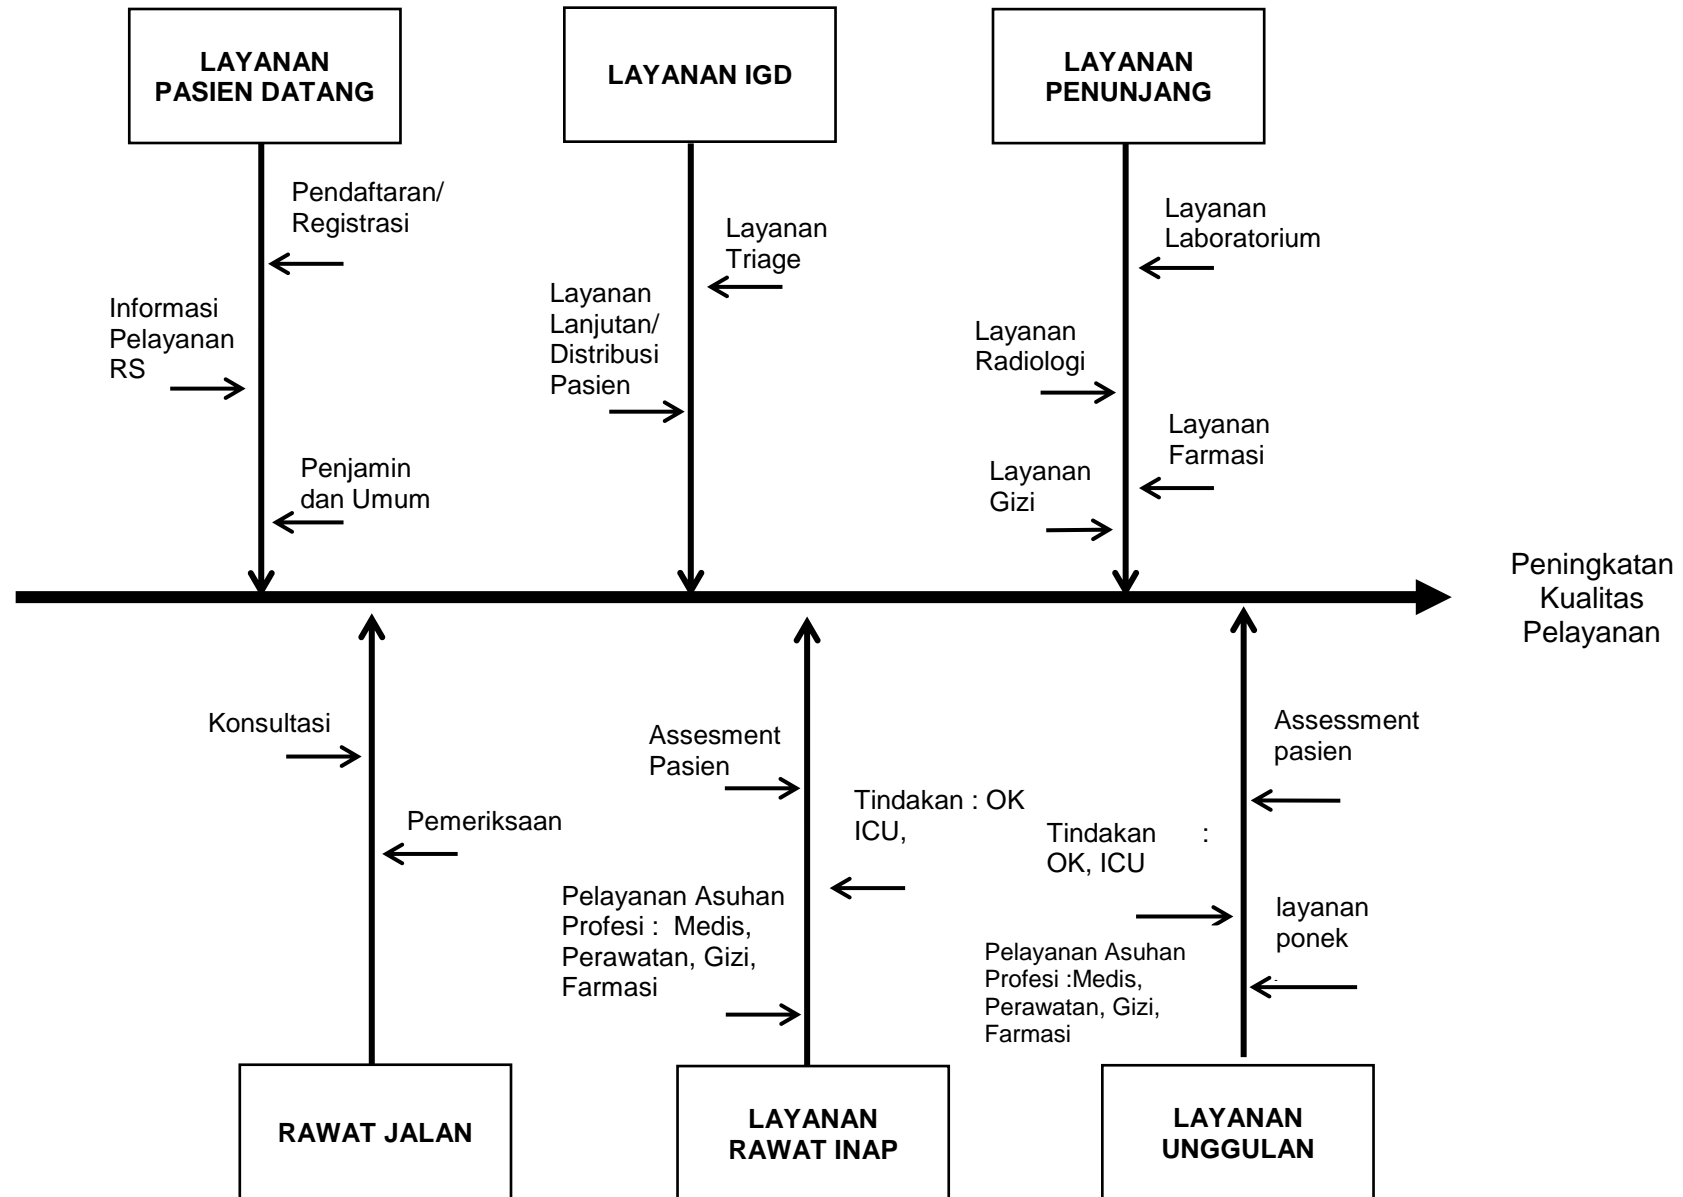 LAYANAN
PASIEN DATANG
LAYANAN IGD
LAYANAN
PENUNJANG
Pendaftaran/
Registrasi
Informasi
Pelayanan
RS
Penjamin
dan Umum
Layanan
Triage
Layanan
Lanjutan/
Distribusi
Pasien
Layanan
Laboratorium
Layanan
Radiologi
Layanan
Farmasi
Layanan
Gizi
Peningkatan
Kualitas
Pelayanan
Konsultasi
Pemeriksaan
Assesment
Pasien
Tindakan : OK
ICU,
Pelayanan Asuhan
Profesi : Medis,
Perawatan, Gizi,
Farmasi
Assessment
pasien
Tindakan :
OK, ICU
layanan
ponek
Pelayanan Asuhan
Profesi :Medis,
Perawatan, Gizi,
Farmasi
RAWAT JALAN
LAYANAN
RAWAT INAP
LAYANAN
UNGGULAN